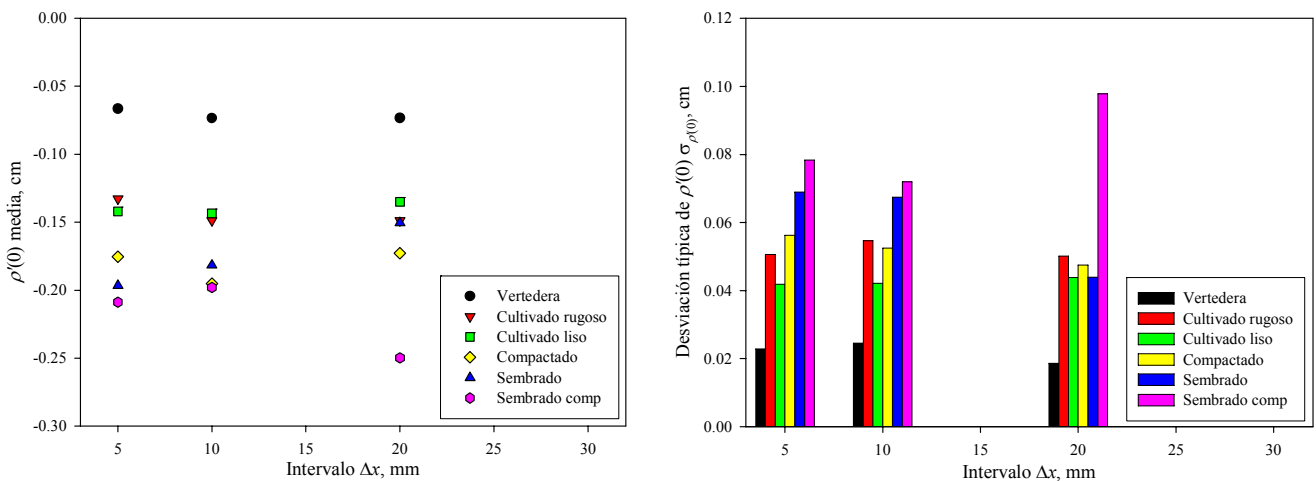 0.00
-0.05
-0.10
-0.15
-0.20
-0.25
-0.30
ρ'(0) media, cm
5
10
15
20
25
30
Intervalo Δx, mm
Vertedera
Cultivado rugoso
Cultivado liso
Compactado
Sembrado
Sembrado comp
0.12
0.10
0.08
0.06
0.04
0.02
0.00
Desviación típica de ρ'(0) σρ'(0), cm
5
10
15
20
25
30
Intervalo Δx, mm
Vertedera
Cultivado rugoso
Cultivado liso
Compactado
Sembrado
Sembrado comp